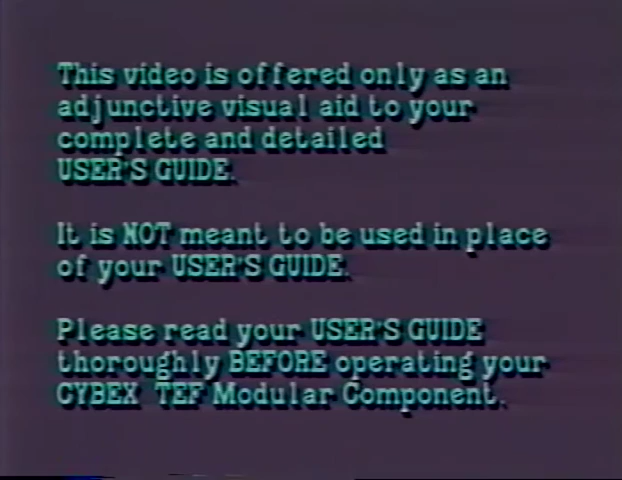 This video is offered only as an
adjunctive visual aid to your
complete and detailed
USER'S GUIDE.
It is NOT meant to be used in place
of your USER'S GUIDE.
Please read your USER'S GUIDE
thoroughly BEFORE operating your
CYBEX TEF Modular Component.